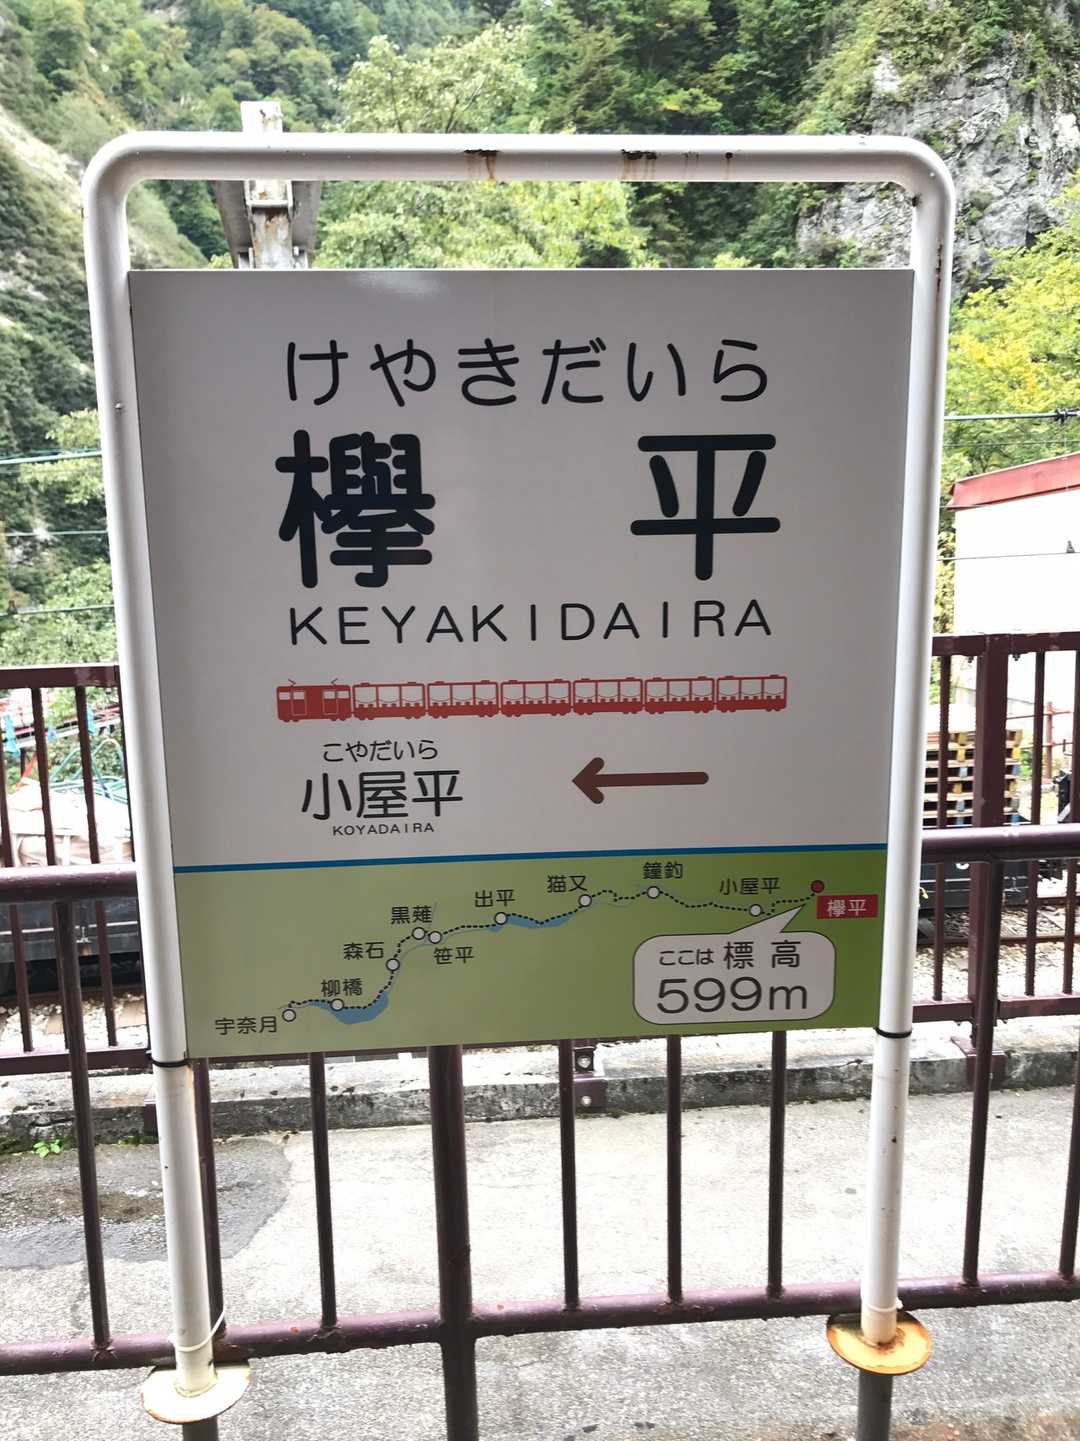 けやきだいら
欅平
KEYAKIDAIRA
こやだいら
小屋平
KOYADAIRA
鐘釣
猫又
小屋平
出平
欅平
黒薙
森石
笹平
ここは標高
599m
柳橋
宇奈月